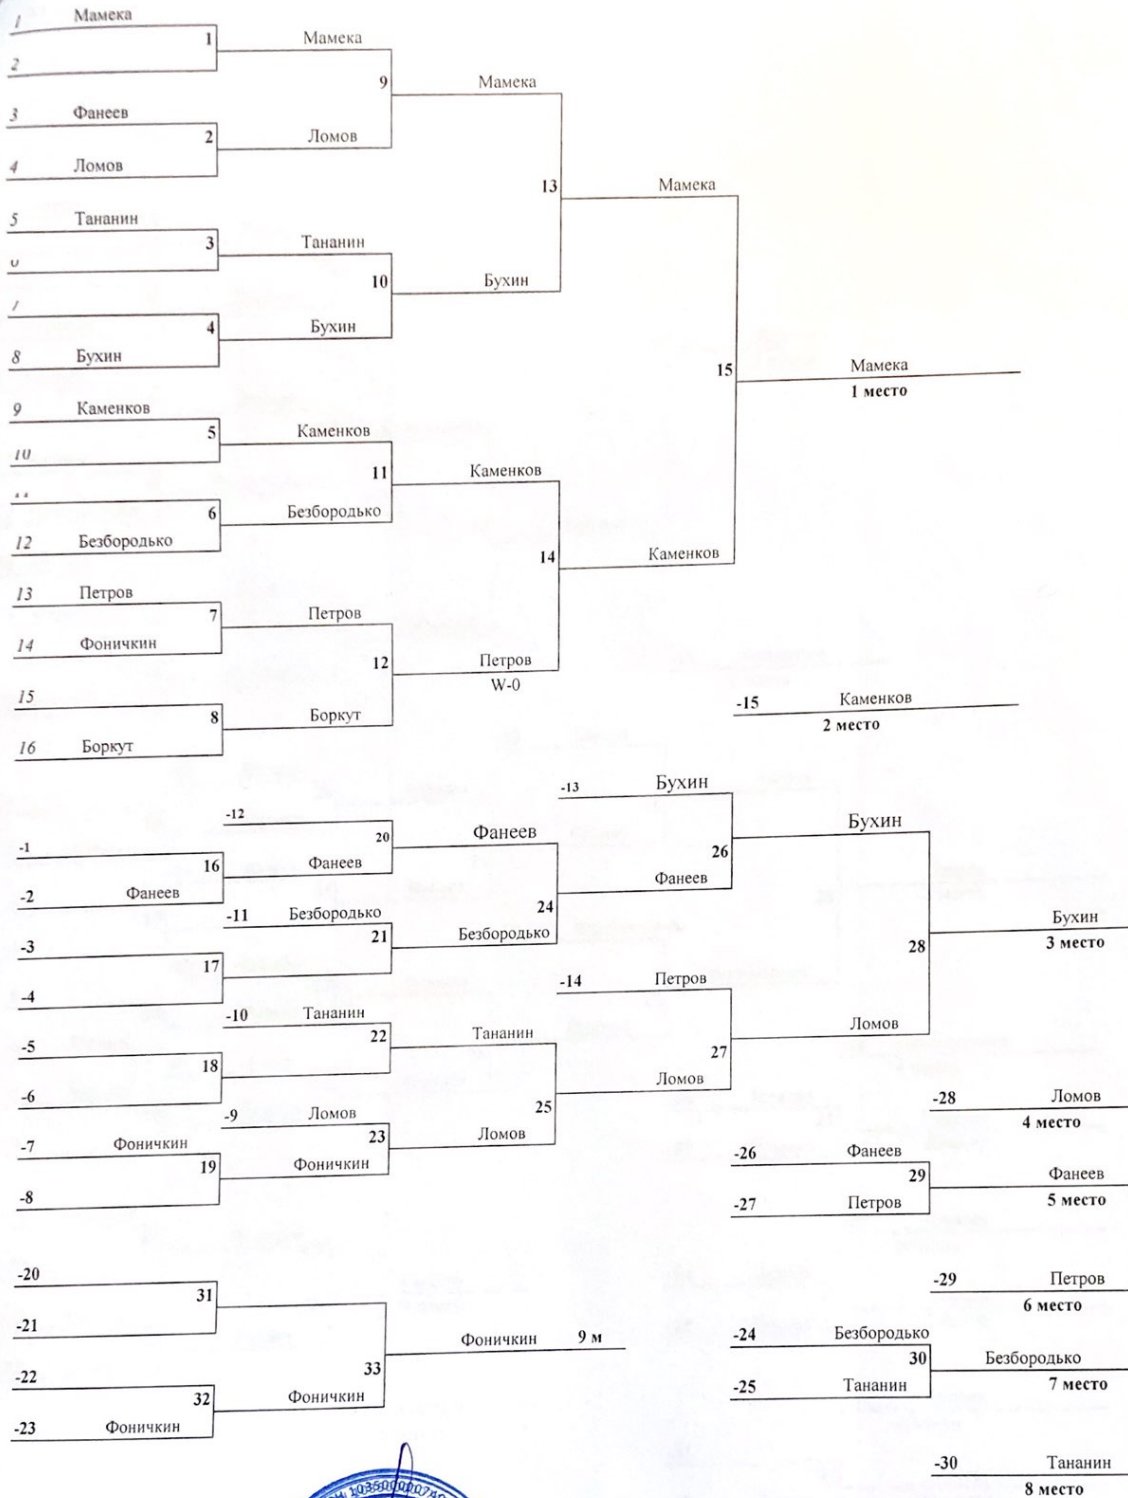 1 Мамека
1 Мамека
2
9 Мамека
3 Фанеев
2 Ломов
4 Ломов
13 Мамека
5 Тананин
3 Тананин
10 Бухин
4 Бухин
8 Бухин
15 Мамека
1 место
9 Каменков
5 Каменков
10
11 Каменков
6 Безбородько
12 Безбородько
14 Каменков
13 Петров
7 Петров
14 Фоничкин
12 Петров
W-0
15
8 Боркут
16 Боркут
-15 Каменков
2 место
-13 Бухин
-12
20 Фанеев
Бухин
-1
16 Фанеев
26
-2 Фанеев
Фанеев
-11 Безбородько
24
21 Безбородько
Бухин
3 место
28
-3
17
-4
-14 Петров
-10 Тананин
22 Тананин
Ломов
-5
18
27
-6
Ломов
25
-9 Ломов
23 Ломов
-28 Ломов
4 место
-7 Фоничкин
19 Фоничкин
-8
-26 Фанеев
29 Фанеев
5 место
-27 Петров
-20
31
-21
-29 Петров
6 место
Фоничкин 9 м
-24 Безбородько
30 Безбородько
7 место
-25 Тананин
-22
33
32 Фоничкин
-23 Фоничкин
-30 Тананин
8 место